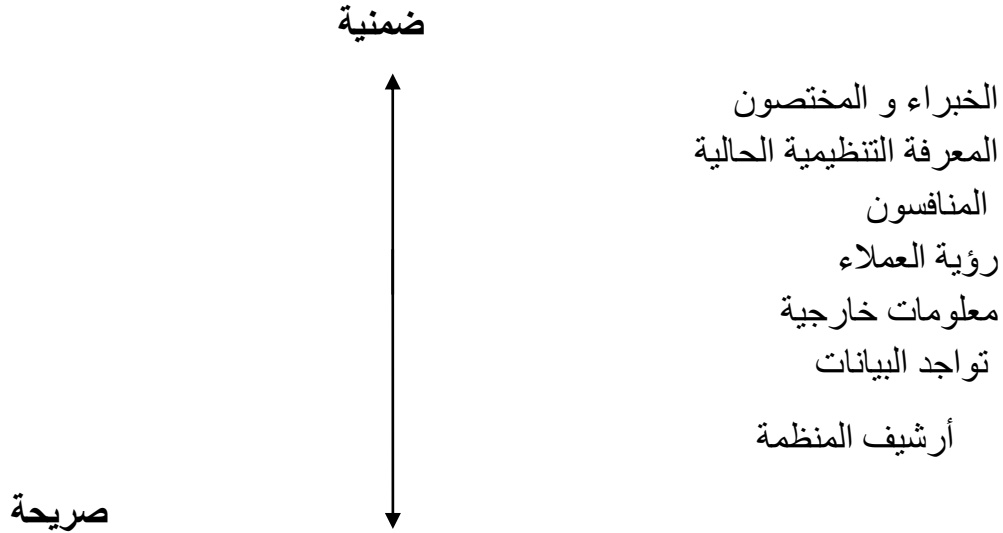 ضمنية
الخبراء و المختصون
المعرفة التنظيمية الحالية
المنافسون
رؤية العملاء
معلومات خارجية
تواجد البيانات
أرشيف المنظمة
صريحة